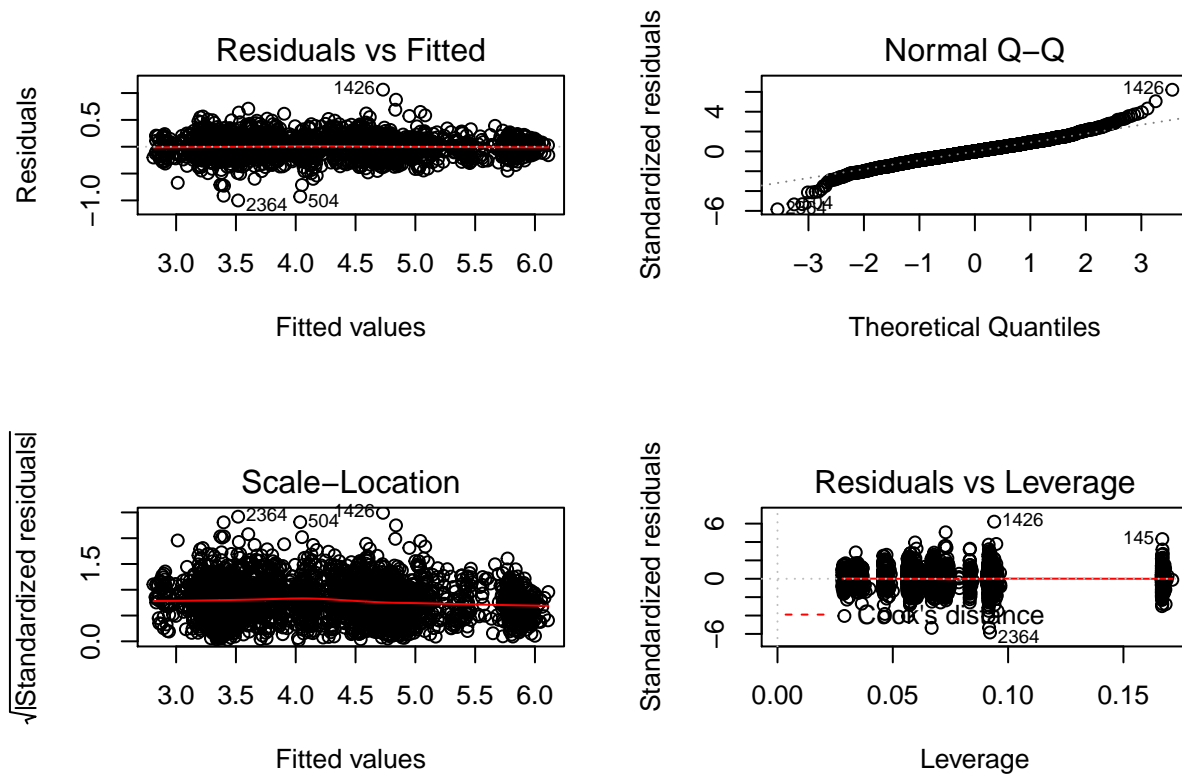 Residuals vs Fitted
Residuals
0.5
−1.0
1426
2364
504
3.0 3.5 4.0 4.5 5.0 5.5 6.0
Fitted values
Normal Q−Q
Standardized residuals
4
0
−6
1426
−3 −2 −1 0 1 2 3
Theoretical Quantiles
Scale−Location
√|Standardized residuals|
1.5
0.0
2364
504
1426
3.0 3.5 4.0 4.5 5.0 5.5 6.0
Fitted values
Residuals vs Leverage
Standardized residuals
6
0
−6
1426
145
Cook's distance
2364
0.00 0.05 0.10 0.15
Leverage